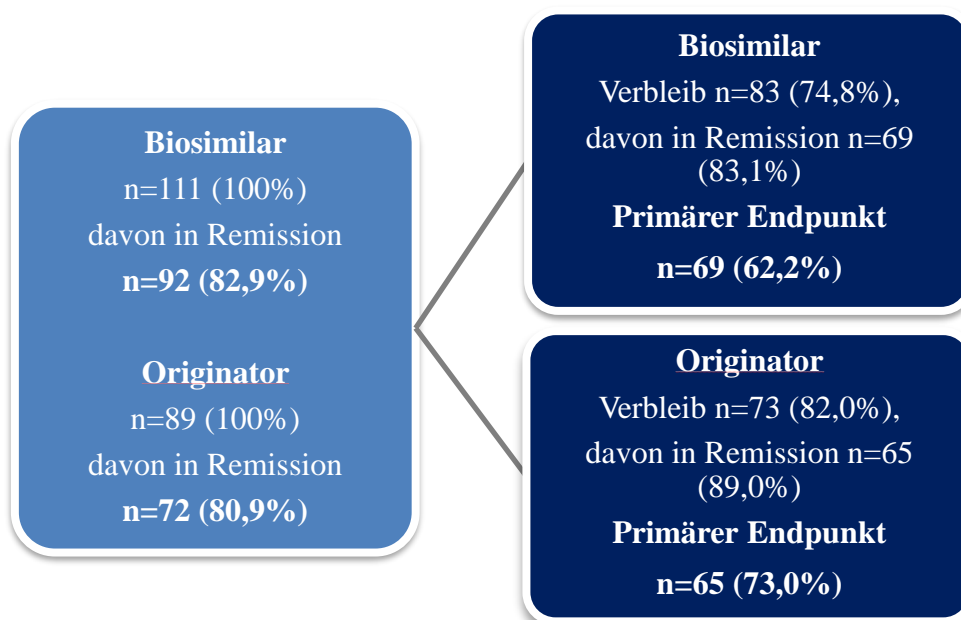 Biosimilar
n=111 (100%)
davon in Remission
n=92 (82,9%)
Originator
n=89 (100%)
davon in Remission
n=72 (80,9%)
Biosimilar
Verbleib n=83 (74,8%),
davon in Remission n=69
(83,1%)
Primärer Endpunkt
n=69 (62,2%)
Originator
Verbleib n=73 (82,0%),
davon in Remission n=65
(89,0%)
Primärer Endpunkt
n=65 (73,0%)